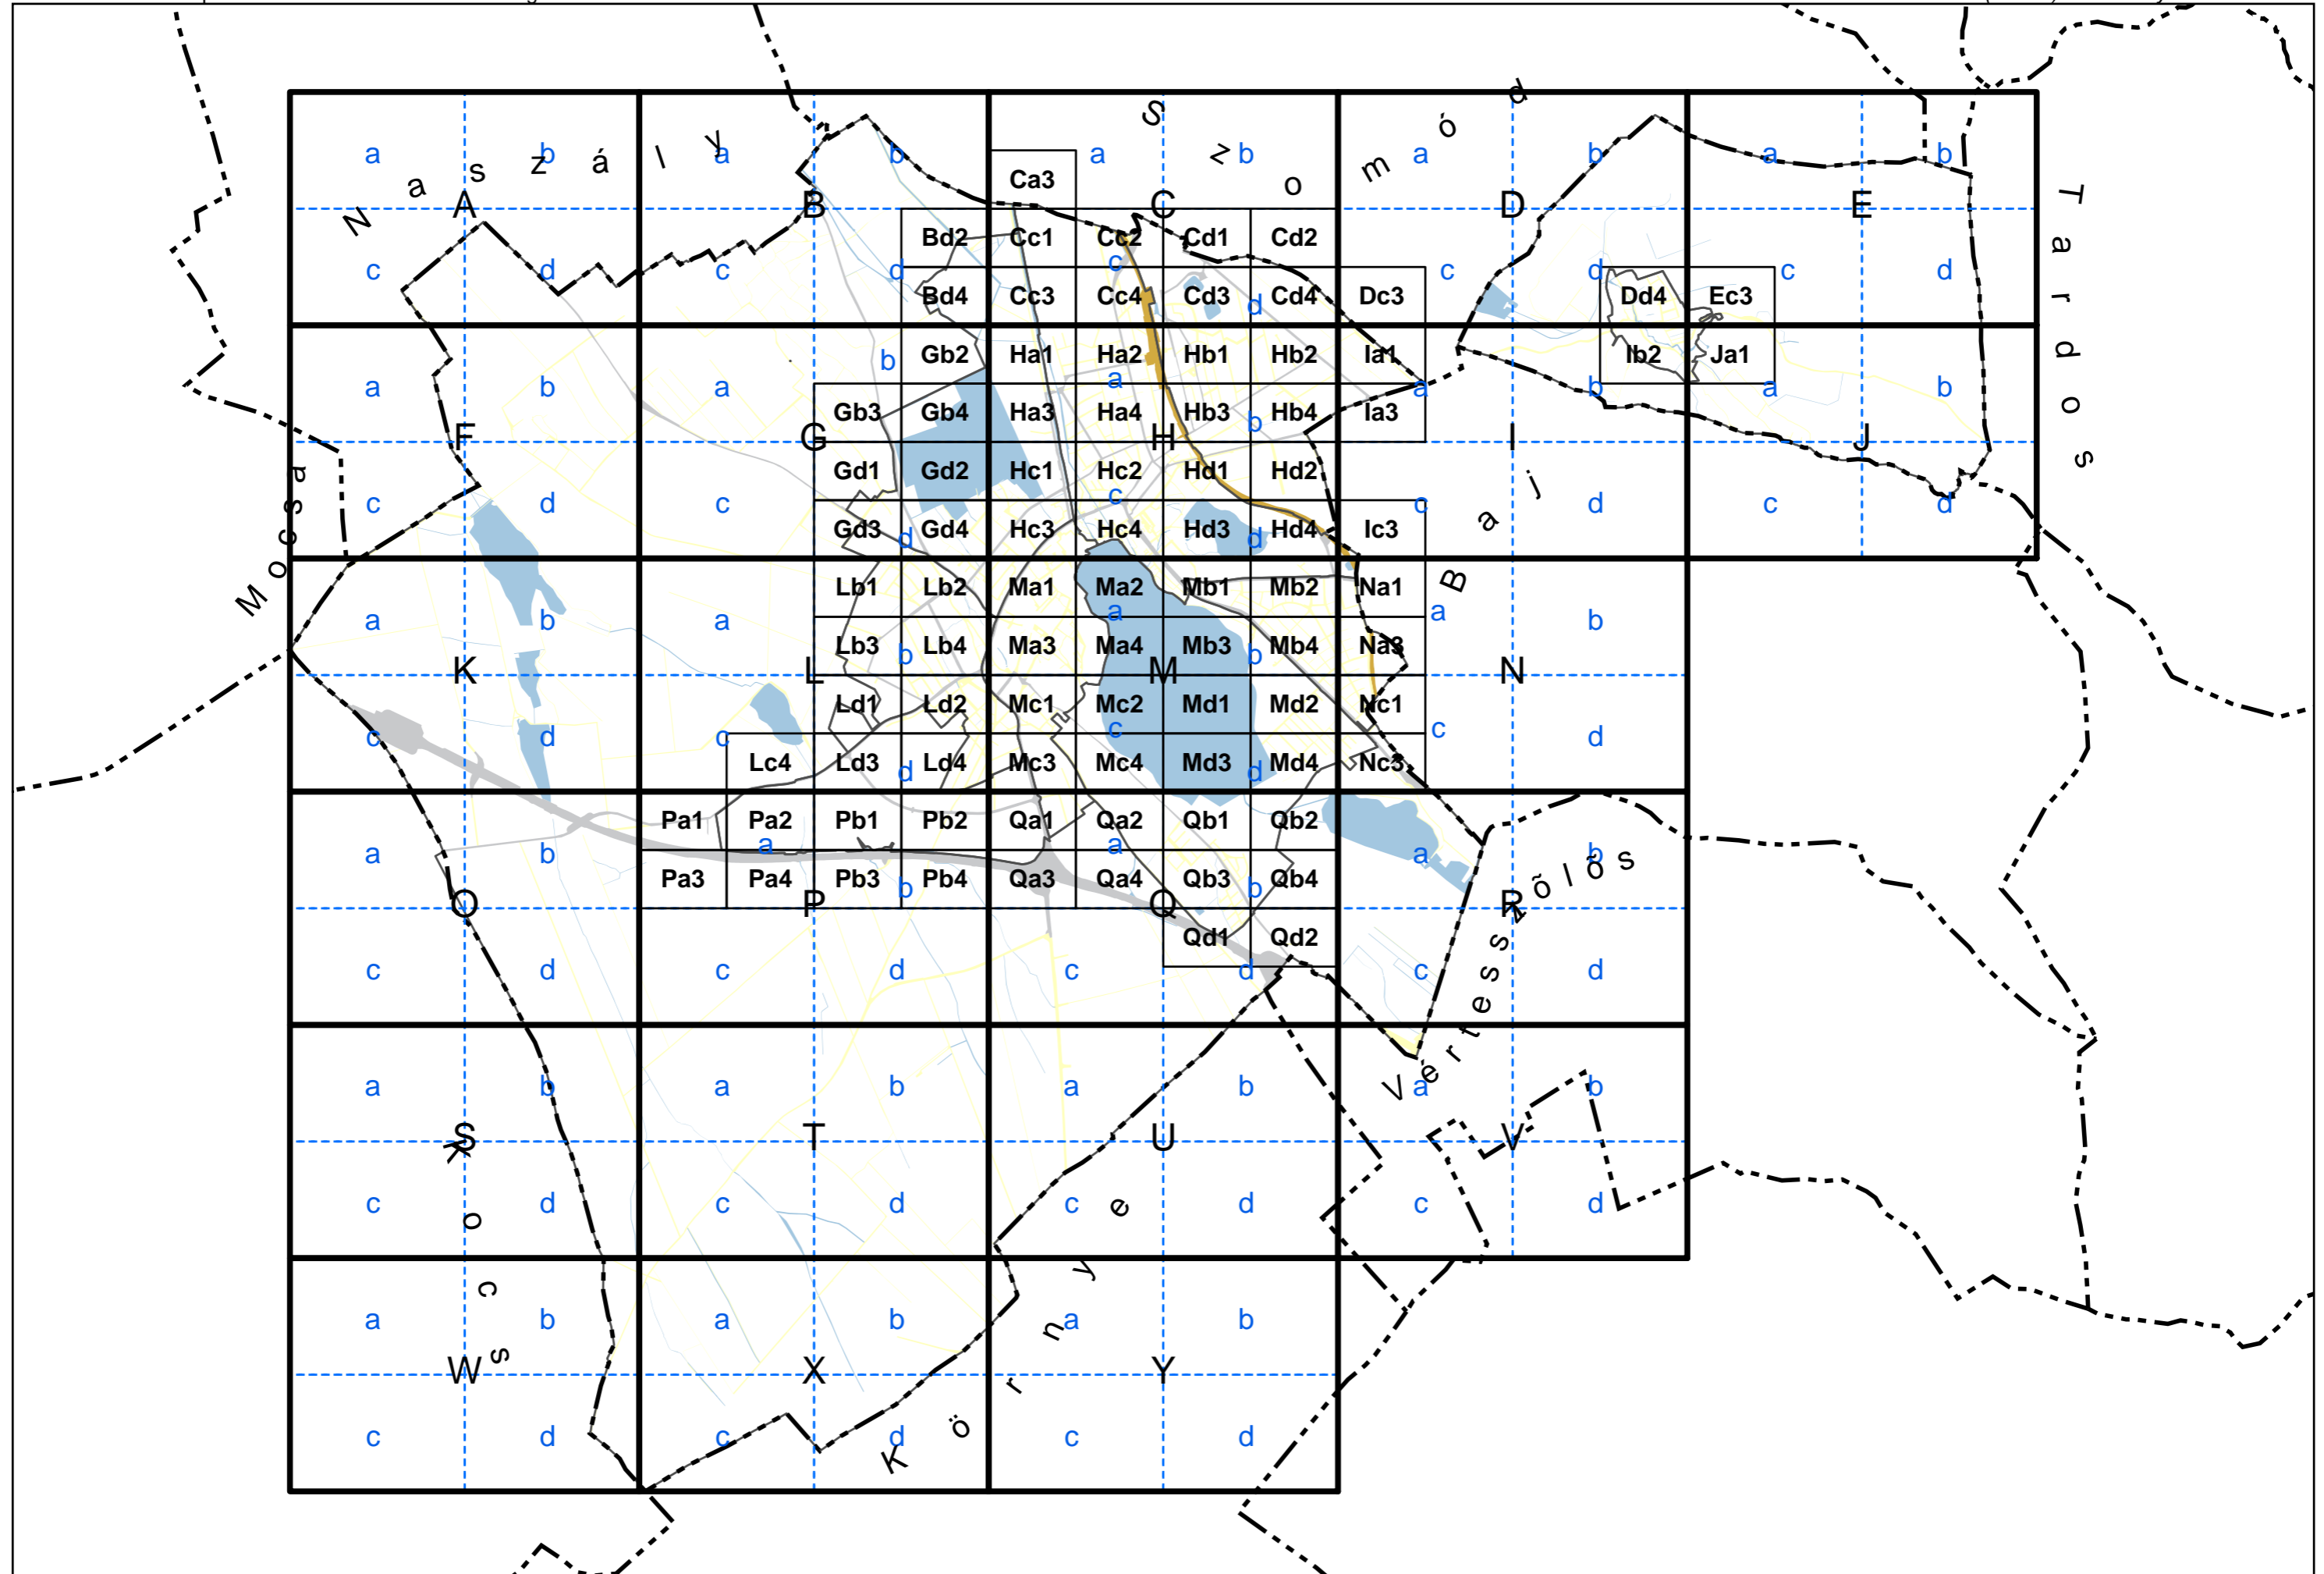 S z o m ó d
N a s z á l y
T a r d o s
M o c s a
B a j
V é r t e s s z õ l õ s
K o c s
K ö r n y e
a b a b a b a b a b
Ca3
A B C D E
Bd2 Cc1 Cc2 Cd1 Cd2
c d c d c d c d c d
Bd4 Cc3 Cc4 Cd3 Cd4 Dc3 Dd4 Ec3
Gb2 Ha1 Ha2 Hb1 Hb2 Ia1 Ib2 Ja1
a b a b a b a b a b
Gb3 Gb4 Ha3 Ha4 Hb3 Hb4 Ia3
F G H I J
Gd1 Gd2 Hc1 Hc2 Hd1 Hd2
c d c d c d c d c d
Gd3 Gd4 Hc3 Hc4 Hd3 Hd4 Ic3
Lb1 Lb2 Ma1 Ma2 Mb1 Mb2 Na1
a b a b a b a b
Lb3 Lb4 Ma3 Ma4 Mb3 Mb4 Na3
K L M N
Ld1 Ld2 Mc1 Mc2 Md1 Md2 Nc1
c d c d c d c d
Lc4 Ld3 Ld4 Mc3 Mc4 Md3 Md4 Nc3
Pa1 Pa2 Pb1 Pb2 Qa1 Qa2 Qb1 Qb2
a b a b a b a b
Pa3 Pa4 Pb3 Pb4 Qa3 Qa4 Qb3 Qb4
O P Q R
Qd1 Qd2
c d c d c d c d
a b a b a b a b
S T U V
c d c d c d c d
a b a b a b
W X Y
c d c d c d